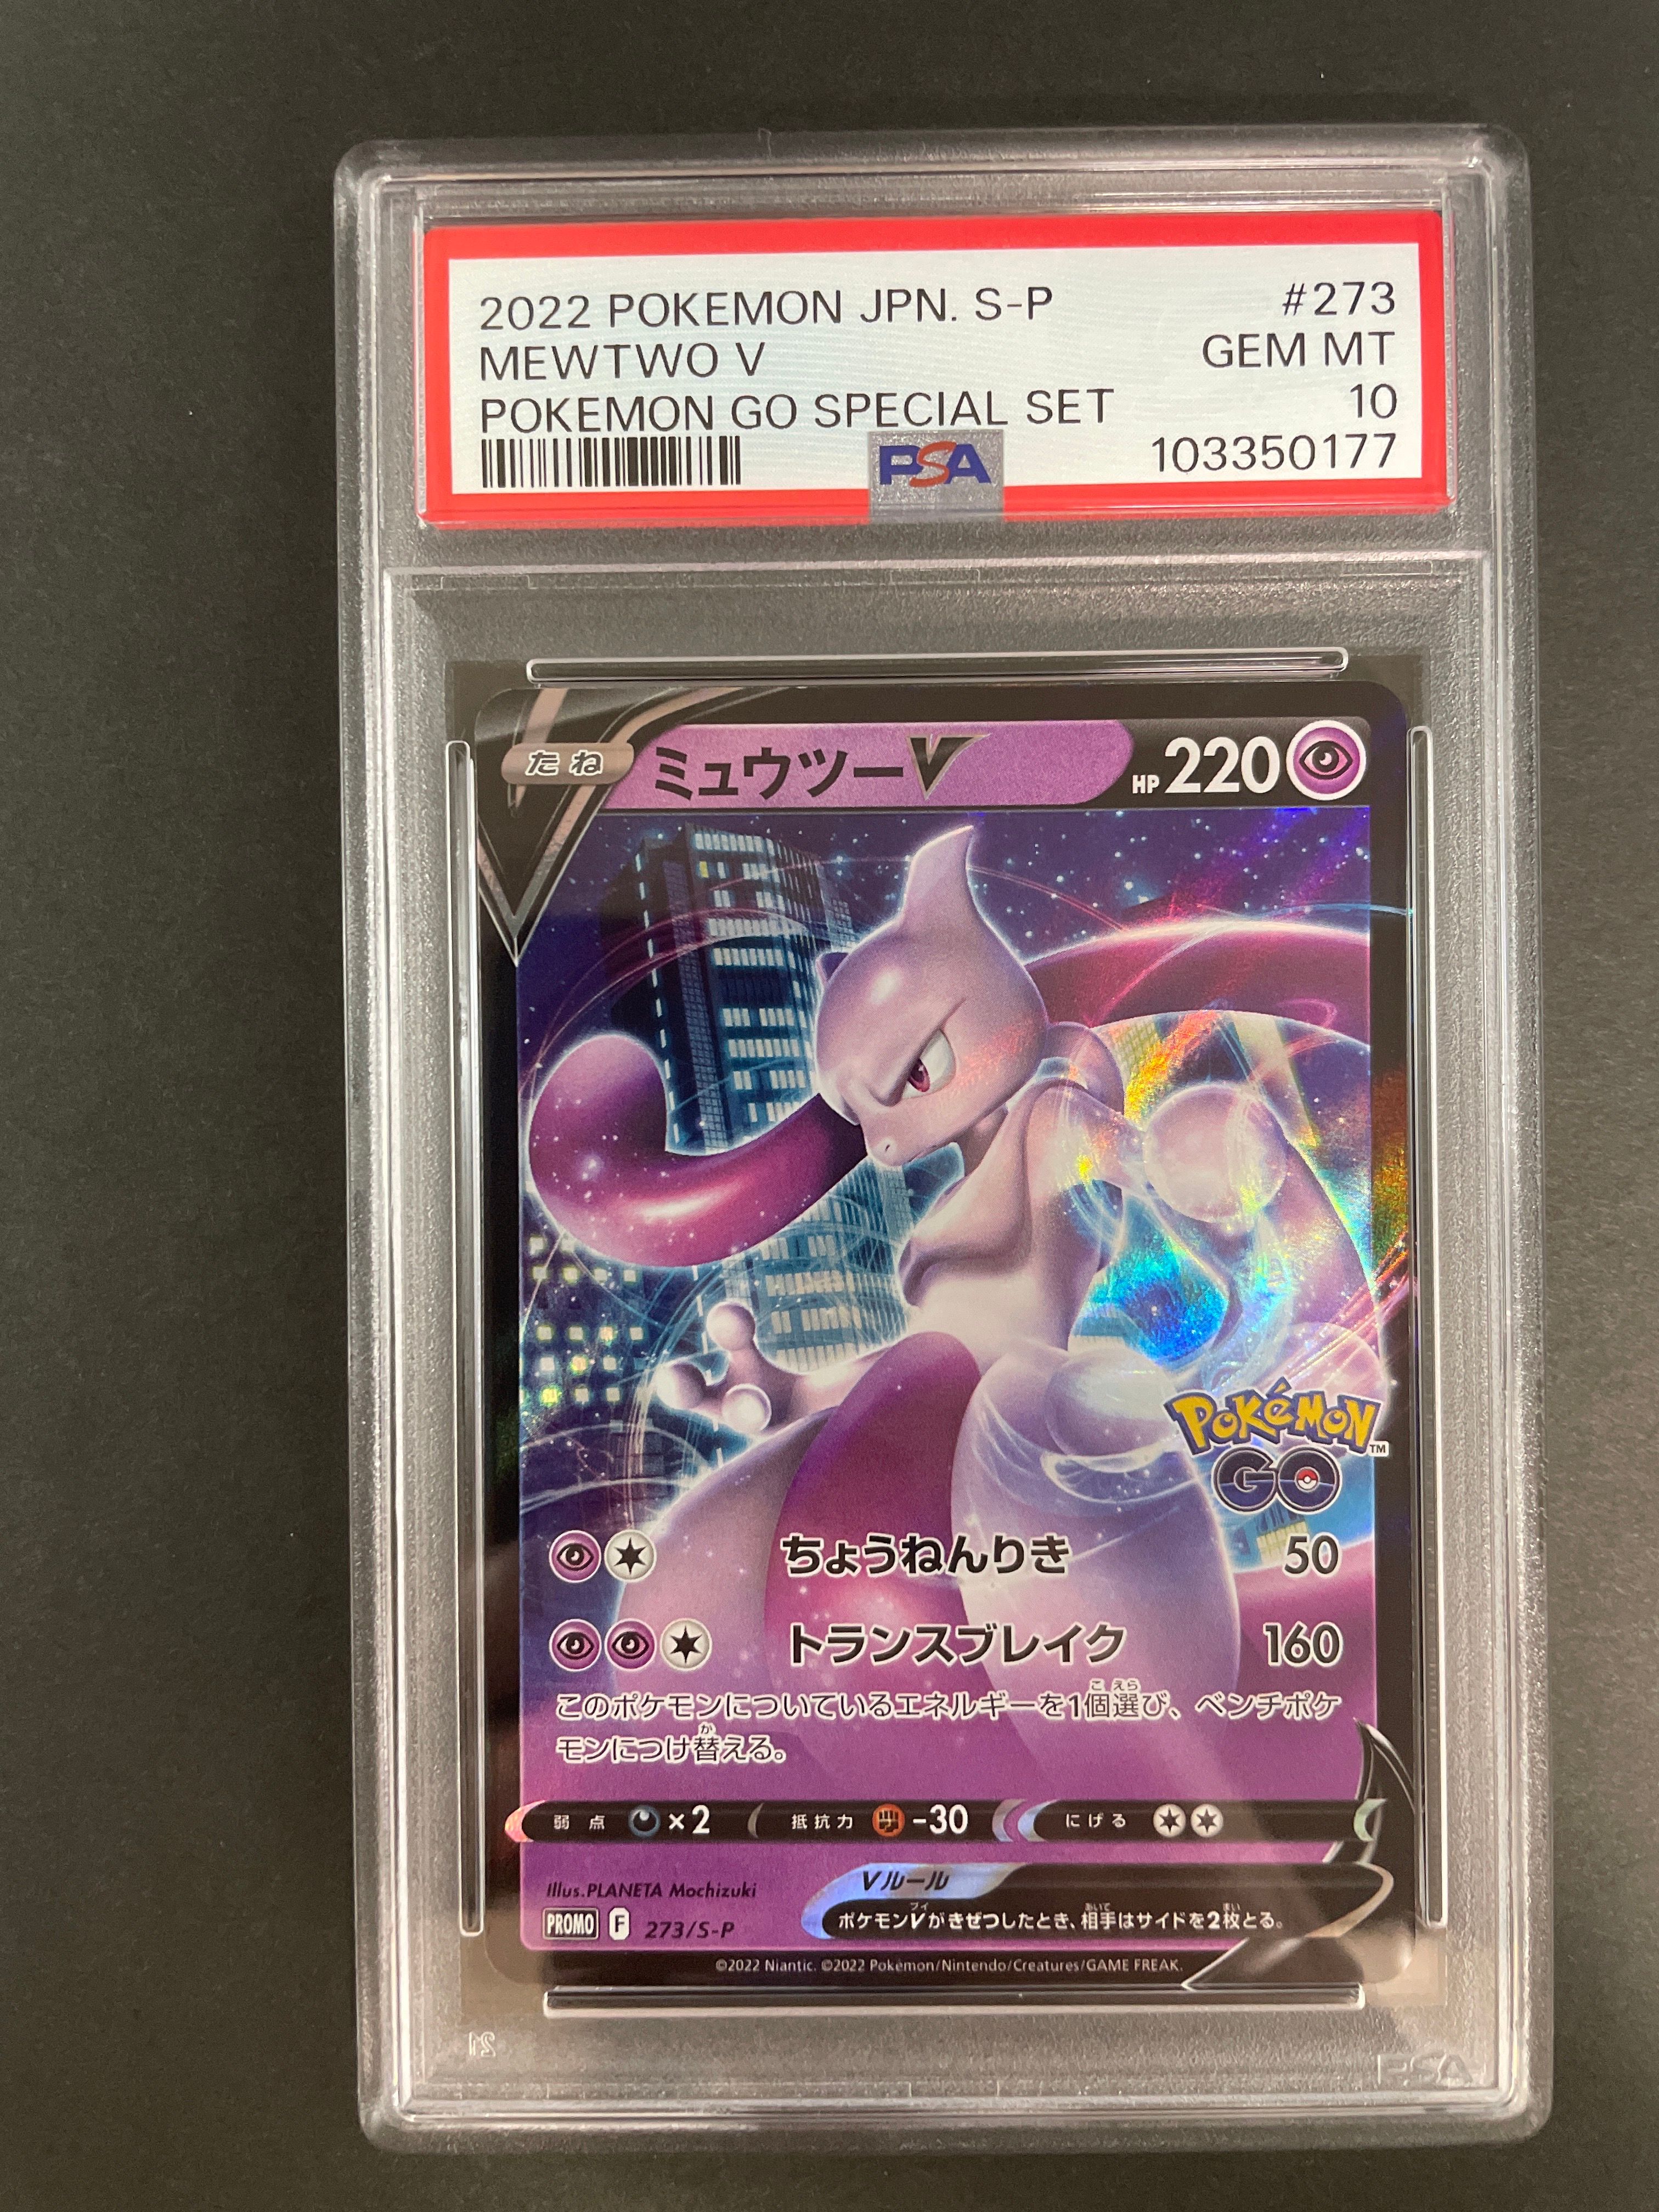 2022 POKEMON JPN. S-P #273
MEWTWO V GEM MT
POKEMON GO SPECIAL SET 10
PSA 103350177
たね ミュウツーV HP 220
Pokémon GO™
ちょうねんりき 50
トランスブレイク 160
このポケモンについているエネルギーを1個選び、ベンチポケ
モンにつけ替える。
弱点 ×2 抵抗力 -30 にげる
Illus.PLANETA Mochizuki
Vルール
PROMO F 273/S-P
ポケモンVがきぜつしたとき、相手はサイドを2枚とる。
©2022 Niantic. ©2022 Pokémon/Nintendo/Creatures/GAME FREAK.
PSA